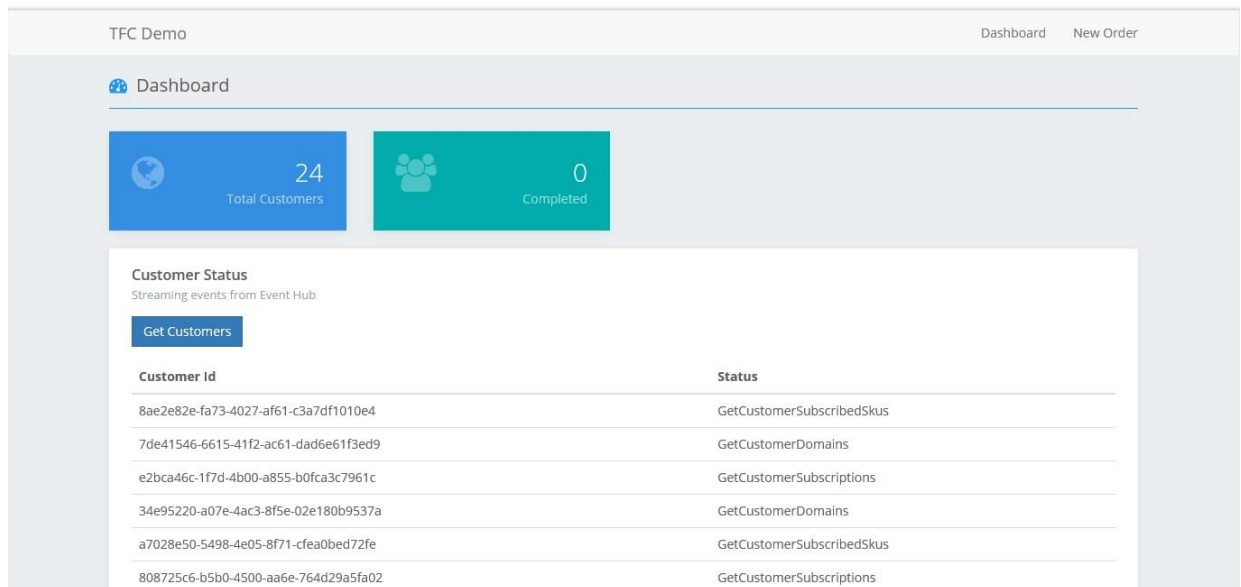 TFC Demo
Dashboard New Order
Dashboard
24
Total Customers
0
Completed
Customer Status
Streaming events from Event Hub
Get Customers
Customer Id Status
8ae2e82e-fa73-4027-af61-c3a7df1010e4 GetCustomerSubscribedSkus
7de41546-6615-41f2-ac61-dad6e61f3ed9 GetCustomerDomains
e2bca46c-1f7d-4b00-a855-b0fca3c7961c GetCustomerSubscriptions
34e95220-a07e-4ac3-8f5e-02e180b9537a GetCustomerDomains
a7028e50-5498-4e05-8f71-cfea0bed72fe GetCustomerSubscribedSkus
808725c6-b5b0-4500-aa6e-764d29a5fa02 GetCustomerSubscriptions